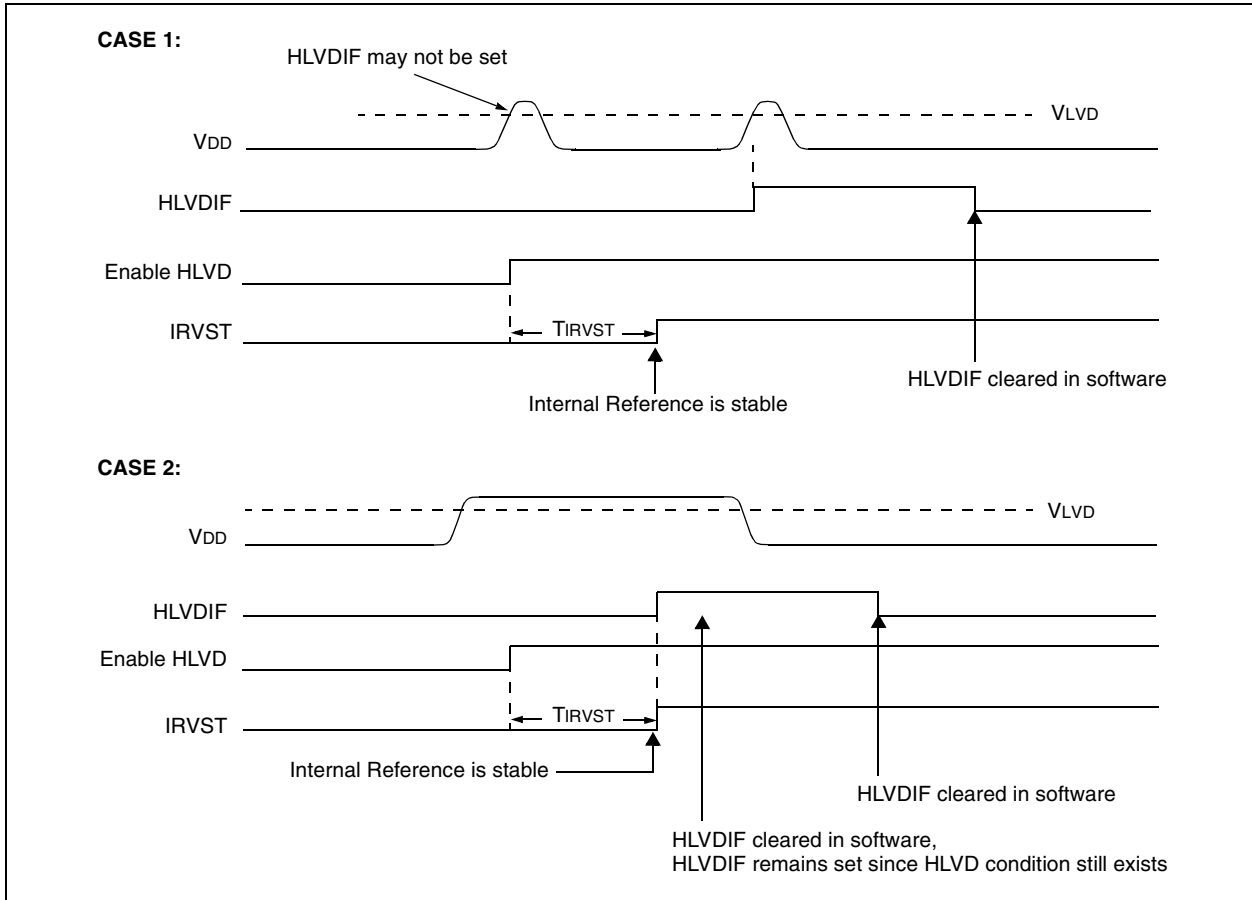 CASE 1:
HLVDIF may not be set
VLVD
VDD
HLVDIF
Enable HLVD
IRVST
TIRVST
HLVDIF cleared in software
Internal Reference is stable
CASE 2:
VLVD
VDD
HLVDIF
Enable HLVD
IRVST
TIRVST
Internal Reference is stable
HLVDIF cleared in software
HLVDIF cleared in software,
HLVDIF remains set since HLVD condition still exists